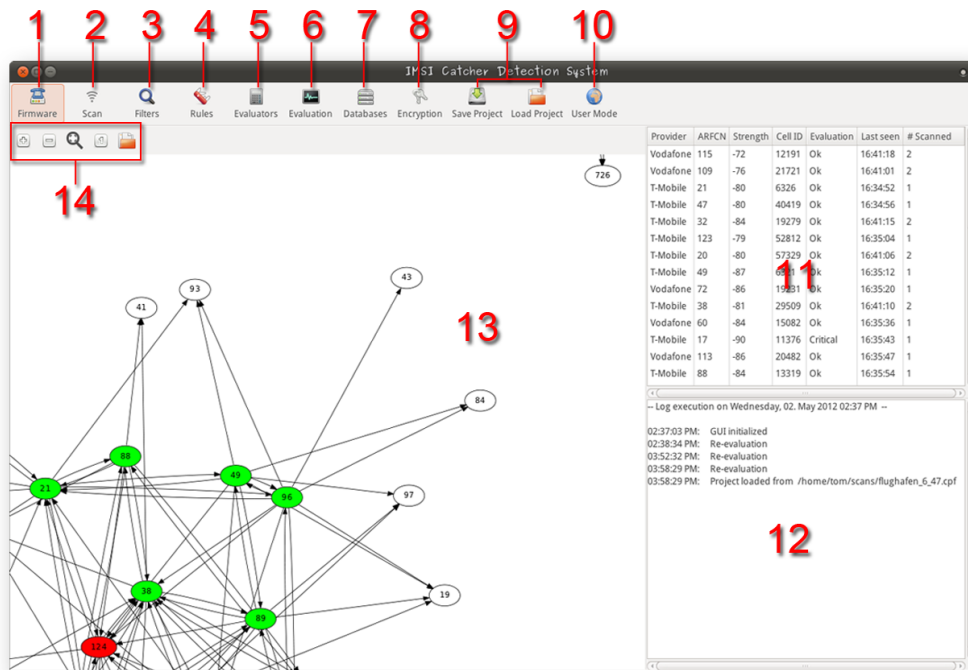 1 2 3 4 5 6 7 8 9 10
IMSI Catcher Detection System
Firmware Scan Filters Rules Evaluators Evaluation Databases Encryption Save Project Load Project User Mode
14
Provider ARFCN Strength Cell ID Evaluation Last seen # Scanned
Vodafone 115 -72 12191 Ok 16:41:18 2
Vodafone 109 -76 21721 Ok 16:41:01 2
T-Mobile 21 -80 6326 Ok 16:34:52 1
T-Mobile 47 -80 40419 Ok 16:34:56 1
T-Mobile 32 -84 19279 Ok 16:41:15 2
T-Mobile 123 -79 52812 Ok 16:35:04 1
T-Mobile 20 -80 57329 Ok 16:41:06 2
T-Mobile 49 -87 Ok 16:35:12 1
Vodafone 72 -86 19231 Ok 16:35:20 1
T-Mobile 38 -81 29509 Ok 16:41:10 2
Vodafone 60 -84 15082 Ok 16:35:36 1
T-Mobile 17 -90 11376 Critical 16:35:43 1
Vodafone 113 -86 20482 Ok 16:35:47 1
T-Mobile 88 -84 13319 Ok 16:35:54 1
11
726
43
93
41
13
84
88
49
21
96
97
38
19
89
124
-- Log execution on Wednesday, 02. May 2012 02:37 PM --
02:37:03 PM: GUI initialized
02:38:34 PM: Re-evaluation
03:52:32 PM: Re-evaluation
03:58:29 PM: Re-evaluation
03:58:29 PM: Project loaded from /home/tom/scans/flughafen_6_47.cpf
12